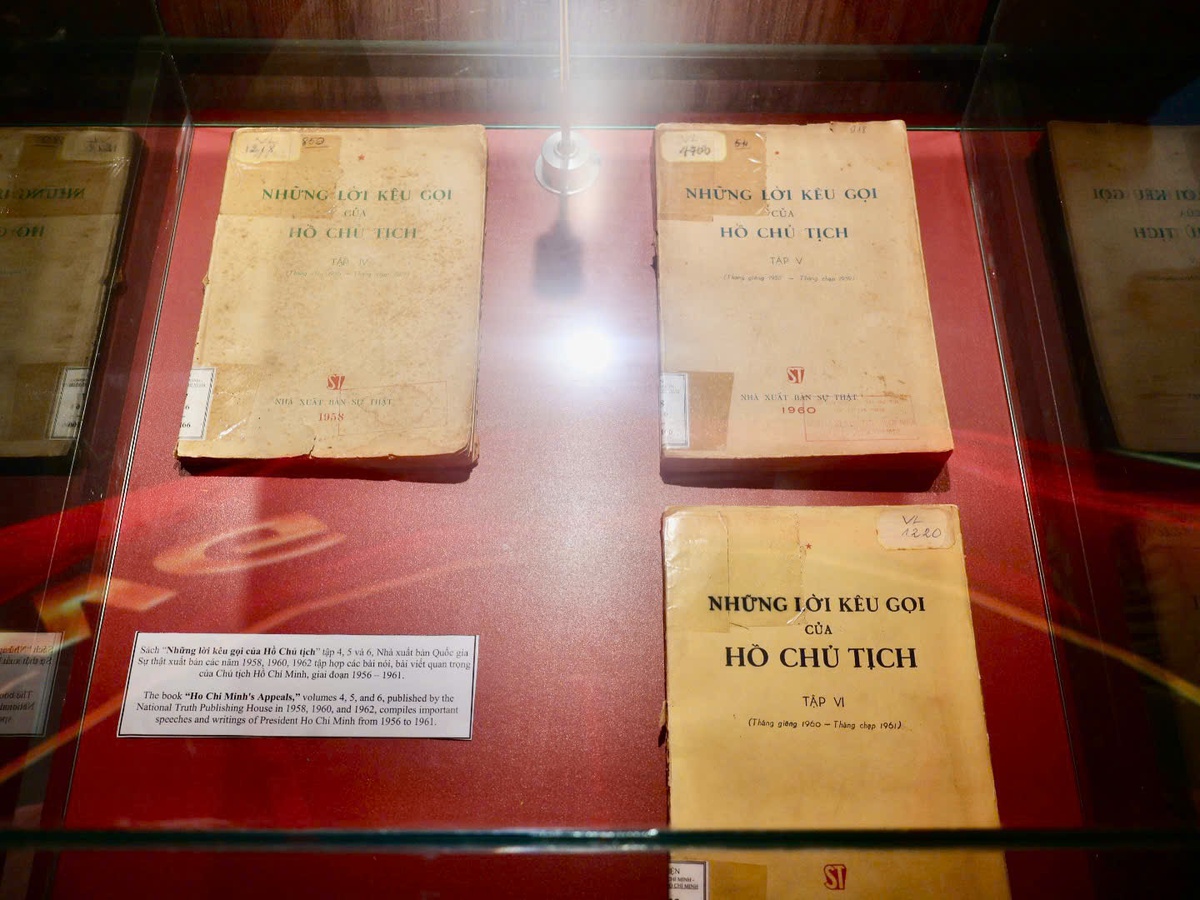 802
NHỮNG LỜI KÊU GỌI
CỦA
HỒ CHỦ TỊCH
TẬP IV
ST
NHÀ XUẤT BẢN SỰ THẬT
1958
4700
NHỮNG LỜI KÊU GỌI
CỦA
HỒ CHỦ TỊCH
TẬP V
ST
NHÀ XUẤT BẢN SỰ THẬT
1960
VL
1220
NHỮNG LỜI KÊU GỌI
CỦA
HỒ CHỦ TỊCH
TẬP VI
(Tháng giêng 1960 — Tháng chạp 1961)
ST
Sách “Những lời kêu gọi của Hồ Chủ tịch” tập 4, 5 và 6, Nhà xuất bản Quốc gia
Sự thật xuất bản các năm 1958, 1960, 1962 tập hợp các bài nói, bài viết quan trọng
của Chủ tịch Hồ Chí Minh, giai đoạn 1956 – 1961.
The book “Ho Chi Minh's Appeals,” volumes 4, 5, and 6, published by the
National Truth Publishing House in 1958, 1960, and 1962, compiles important
speeches and writings of President Ho Chi Minh from 1956 to 1961.